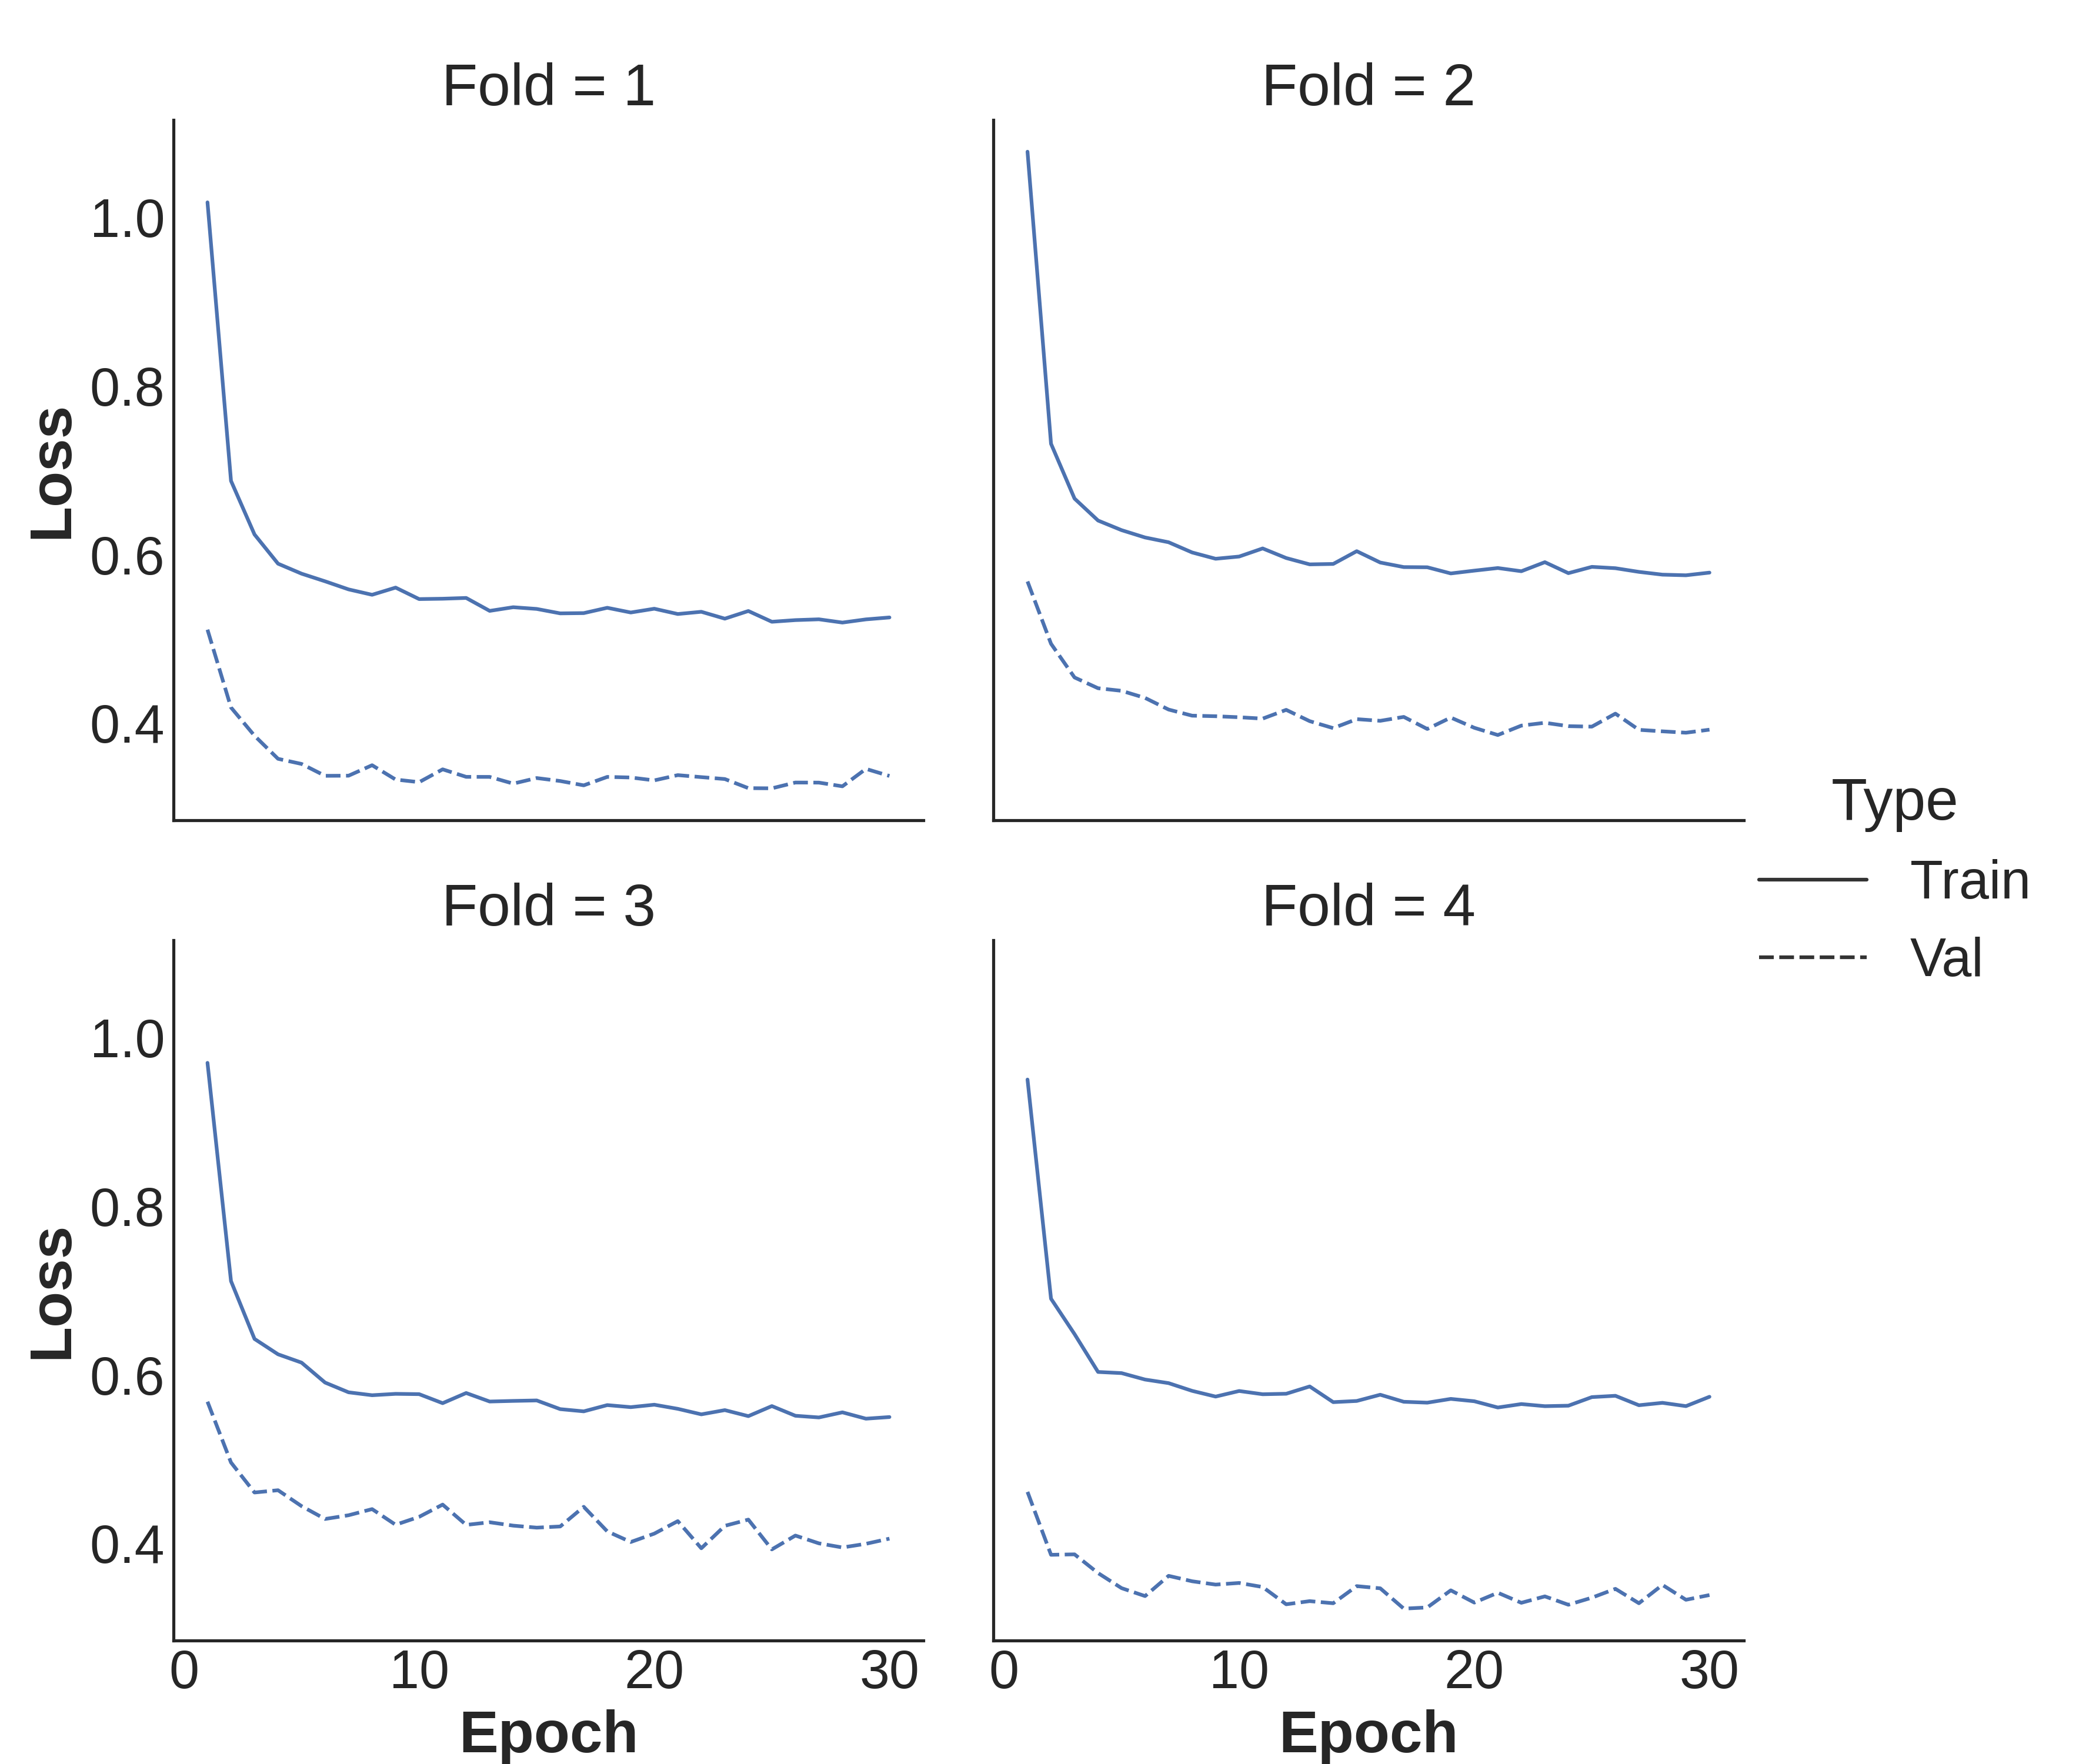 Fold = 1
Fold = 2
1.0
0.8
0.6
0.4
Loss
Type
Train
Val
Fold = 3
Fold = 4
1.0
0.8
0.6
0.4
Loss
0 10 20 30
0 10 20 30
Epoch
Epoch